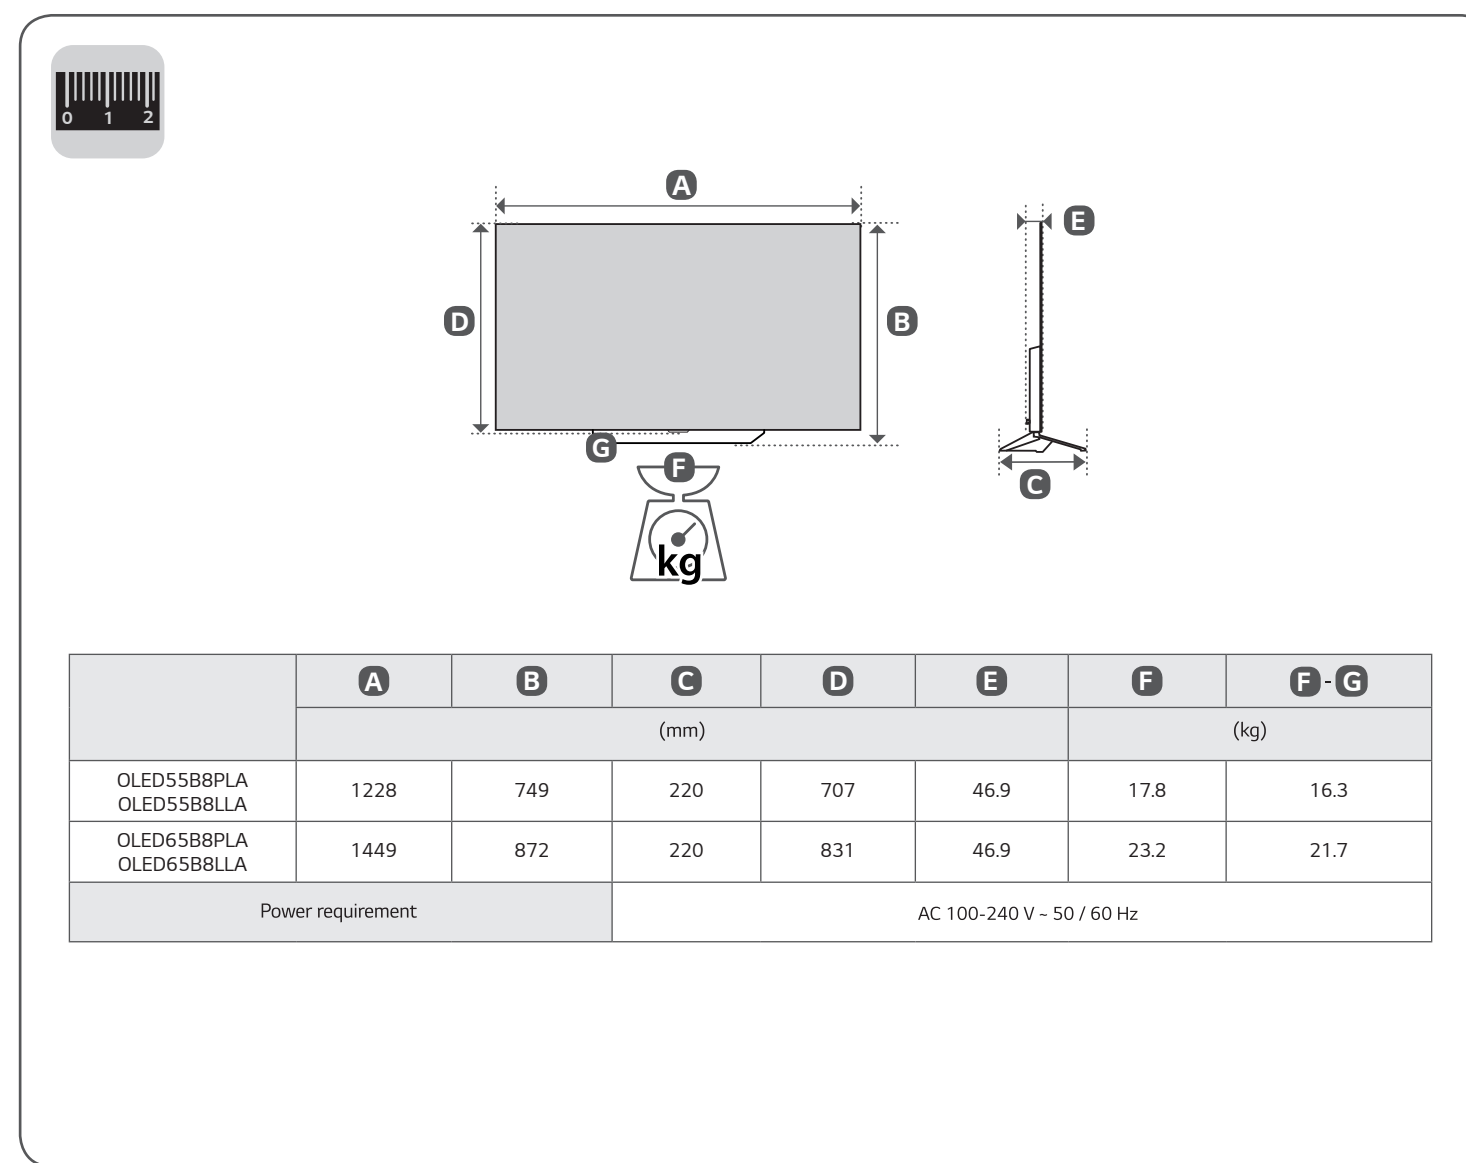 0 1 2
A
E
D
B
G
F
C
kg
A B C D E F F - G
(mm) (kg)
OLED55B8PLA
OLED55B8LLA
1228 749 220 707 46.9 17.8 16.3
OLED65B8PLA
OLED65B8LLA
1449 872 220 831 46.9 23.2 21.7
Power requirement AC 100-240 V ~ 50 / 60 Hz